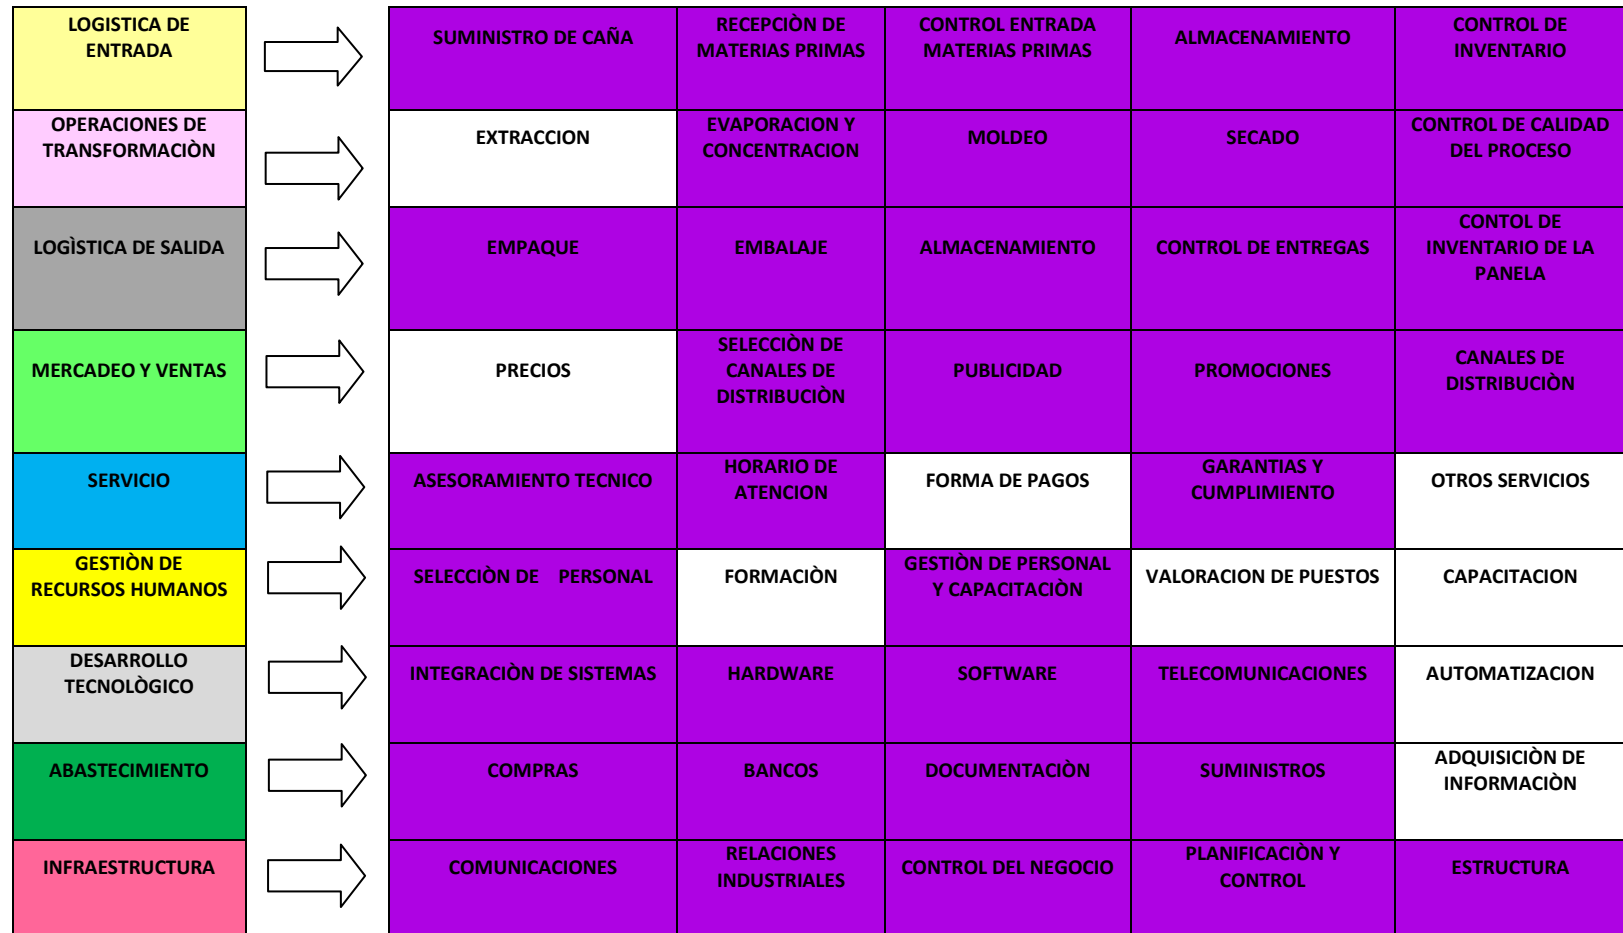 LOGISTICA DE
ENTRADA
SUMINISTRO DE CAÑA
RECEPCIÒN DE
MATERIAS PRIMAS
CONTROL ENTRADA
MATERIAS PRIMAS
ALMACENAMIENTO
CONTROL DE
INVENTARIO
OPERACIONES DE
TRANSFORMACIÒN
EXTRACCION
EVAPORACION Y
CONCENTRACION
MOLDEO
SECADO
CONTROL DE CALIDAD
DEL PROCESO
LOGÌSTICA DE SALIDA
EMPAQUE
EMBALAJE
ALMACENAMIENTO
CONTROL DE ENTREGAS
CONTOL DE
INVENTARIO DE LA
PANELA
MERCADEO Y VENTAS
PRECIOS
SELECCIÒN DE
CANALES DE
DISTRIBUCIÒN
PUBLICIDAD
PROMOCIONES
CANALES DE
DISTRIBUCIÒN
SERVICIO
ASESORAMIENTO TECNICO
HORARIO DE
ATENCION
FORMA DE PAGOS
GARANTIAS Y
CUMPLIMIENTO
OTROS SERVICIOS
GESTIÒN DE
RECURSOS HUMANOS
SELECCIÒN DE PERSONAL
FORMACIÒN
GESTIÒN DE PERSONAL
Y CAPACITACIÒN
VALORACION DE PUESTOS
CAPACITACION
DESARROLLO
TECNOLÒGICO
INTEGRACIÒN DE SISTEMAS
HARDWARE
SOFTWARE
TELECOMUNICACIONES
AUTOMATIZACION
ABASTECIMIENTO
COMPRAS
BANCOS
DOCUMENTACIÒN
SUMINISTROS
ADQUISICIÒN DE
INFORMACIÒN
INFRAESTRUCTURA
COMUNICACIONES
RELACIONES
INDUSTRIALES
CONTROL DEL NEGOCIO
PLANIFICACIÒN Y
CONTROL
ESTRUCTURA